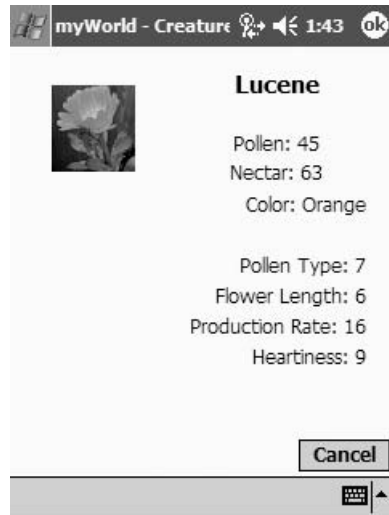 myWorld - Creature 1:43 ok
Lucene
Pollen: 45
Nectar: 63
Color: Orange
Pollen Type: 7
Flower Length: 6
Production Rate: 16
Heartiness: 9
Cancel